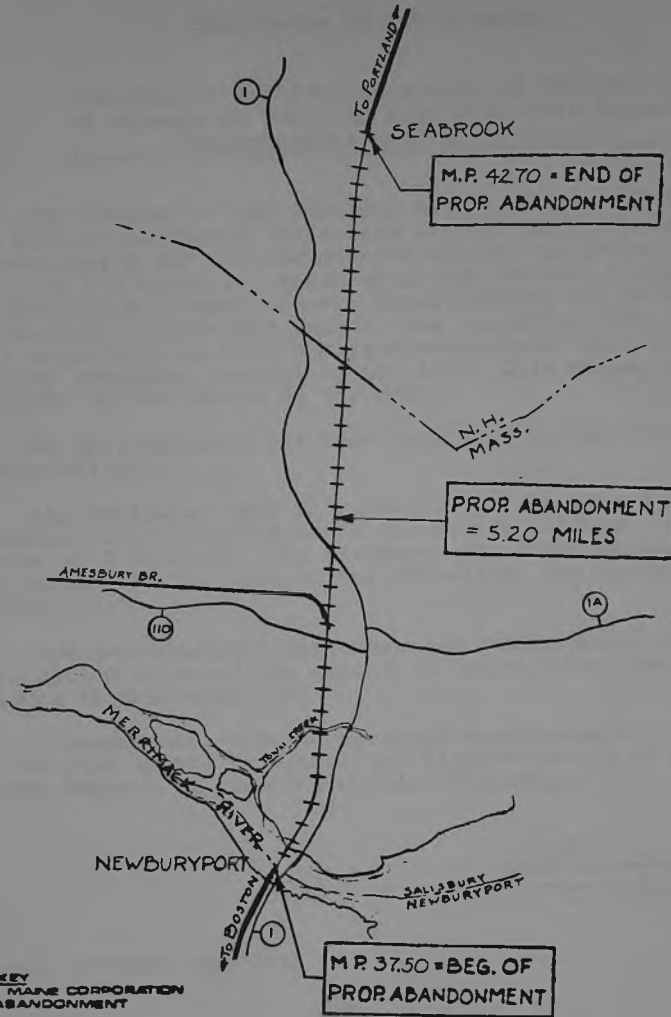 To PORTLAND
1
SEABROOK
M.P. 42.70 = END OF
PROP. ABANDONMENT
N.H.
MASS.
PROP. ABANDONMENT
= 5.20 MILES
AMESBURY BR.
110
1A
TOWN CREEK
MERRIMACK RIVER
NEWBURYPORT
SALISBURY
NEWBURYPORT
To BOSTON
1
M.P. 37.50 = BEG. OF
PROP. ABANDONMENT
KEY
MAINE CORPORATION
ABANDONMENT